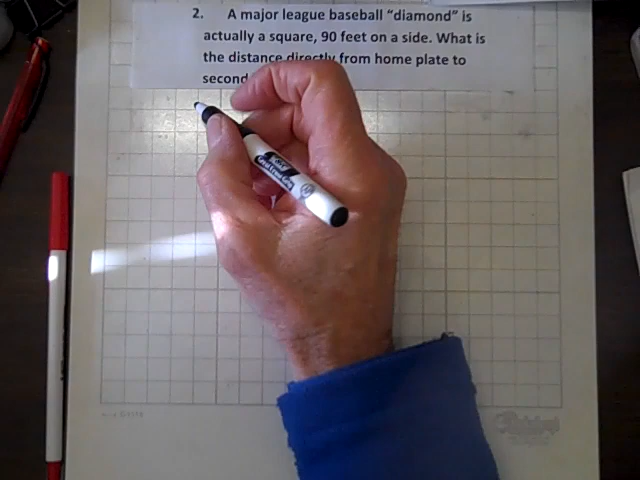 2. A major league baseball “diamond” is
actually a square, 90 feet on a side. What is
the distance directly from home plate to
second